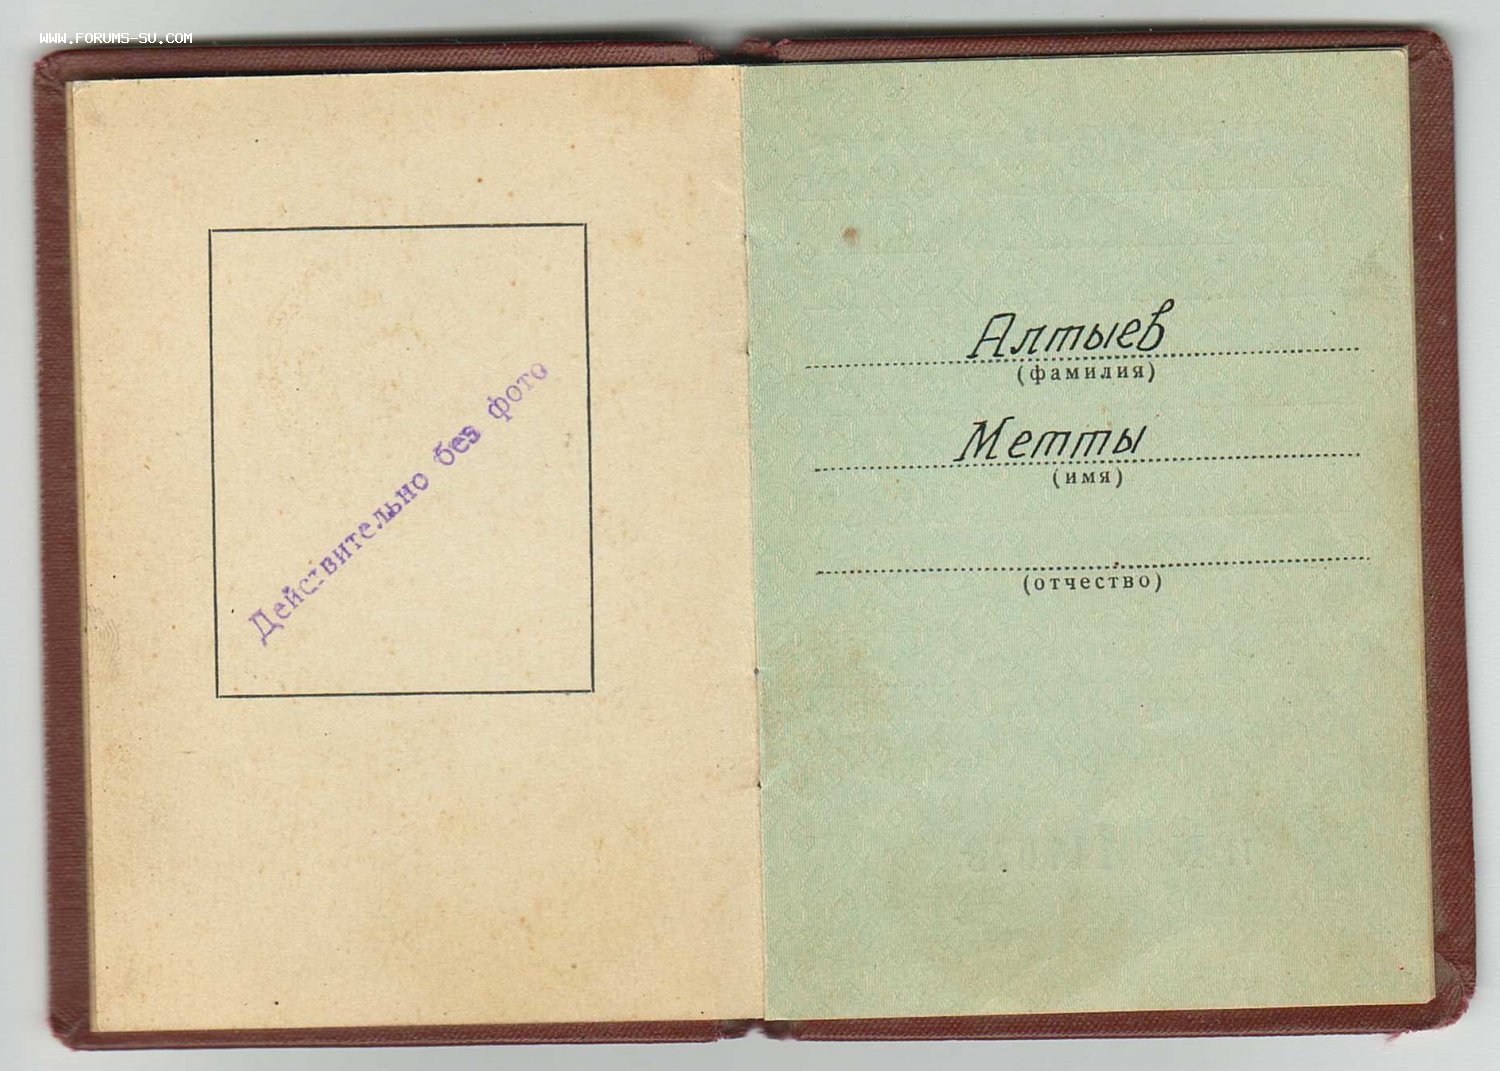 WWW.FORUMS-SU.COM
Действительно без фото
Алтыев
(фамилия)
Метты
(имя)
(отчество)